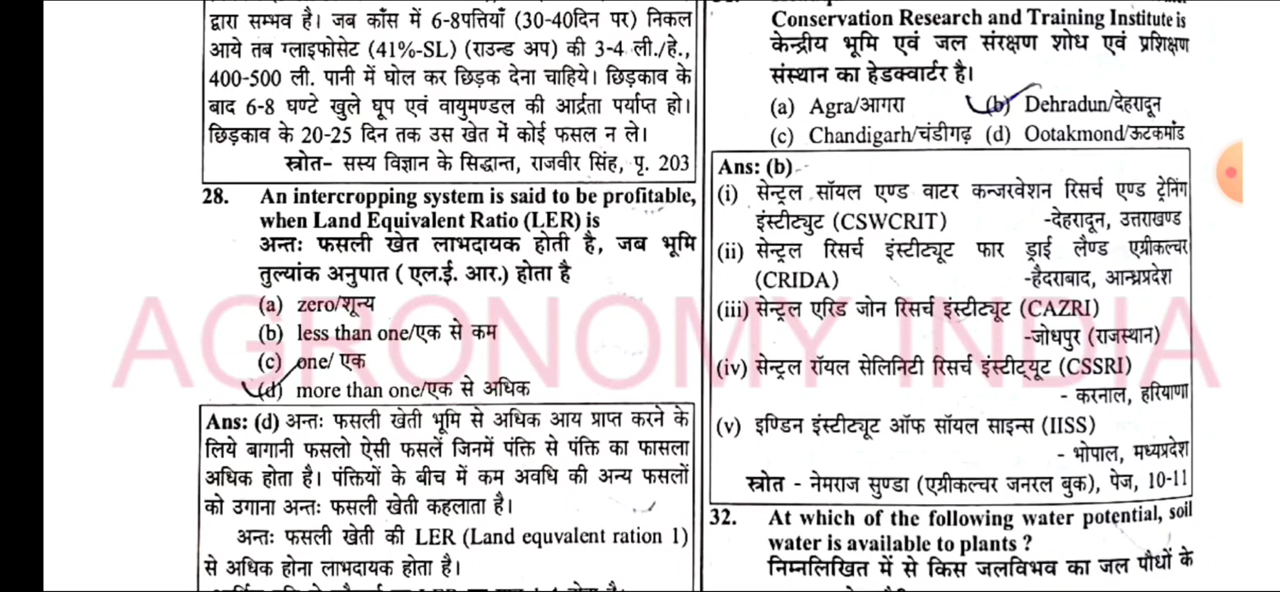 द्वारा सम्भव है। जब काँस में 6-8पत्तियाँ (30-40दिन पर) निकल
आये तब ग्लाइफोसेट (41%-SL) (राउन्ड अप) की 3-4 ली./हे.,
400-500 ली. पानी में घोल कर छिड़क देना चाहिये। छिड़काव के
बाद 6-8 घण्टे खुले धूप एवं वायुमण्डल की आर्द्रता पर्याप्त हो।
छिड़काव के 20-25 दिन तक उस खेत में कोई फसल न ले।
स्त्रोत– सस्य विज्ञान के सिद्धान्त, राजवीर सिंह, पृ. 203
28. An intercropping system is said to be profitable,
when Land Equivalent Ratio (LER) is
अन्तः फसली खेत लाभदायक होती है, जब भूमि
तुल्यांक अनुपात ( एल.ई. आर.) होता है
(a) zero/शून्य
(b) less than one/एक से कम
(c) one/ एक
(d) more than one/एक से अधिक
Ans: (d) अन्तः फसली खेती भूमि से अधिक आय प्राप्त करने के
लिये बागानी फसलो ऐसी फसलें जिनमें पंक्ति से पंक्ति का फासला
अधिक होता है। पंक्तियों के बीच में कम अवधि की अन्य फसलों
को उगाना अन्तः फसली खेती कहलाता है।
अन्तः फसली खेती की LER (Land equvalent ration 1)
से अधिक होना लाभदायक होता है।
Conservation Research and Training Institute is
केन्द्रीय भूमि एवं जल संरक्षण शोध एवं प्रशिक्षण
संस्थान का हेडक्वार्टर है।
(a) Agra/आगरा (b) Dehradun/देहरादून
(c) Chandigarh/चंडीगढ़ (d) Ootakmond/ऊटकमाँड
Ans: (b)
(i) सेन्ट्रल सॉयल एण्ड वाटर कन्जरवेशन रिसर्च एण्ड ट्रेनिंग
इंस्टीट्युट (CSWCRIT) -देहरादून, उत्तराखण्ड
(ii) सेन्ट्रल रिसर्च इंस्टीट्यूट फार ड्राई लैण्ड एग्रीकल्चर
(CRIDA) -हैदराबाद, आन्ध्रप्रदेश
(iii) सेन्ट्रल एरिड जोन रिसर्च इंस्टीट्यूट (CAZRI)
-जोधपुर (राजस्थान)
(iv) सेन्ट्रल रॉयल सेलिनिटी रिसर्च इंस्टीट्यूट (CSSRI)
- करनाल, हरियाणा
(v) इण्डिन इंस्टीट्यूट ऑफ सॉयल साइन्स (IISS)
- भोपाल, मध्यप्रदेश
स्त्रोत - नेमराज सुण्डा (एग्रीकल्चर जनरल बुक), पेज, 10-11
32. At which of the following water potential, soil
water is available to plants ?
निम्नलिखित में से किस जलविभव का जल पौधों के
AGRONOMY INDIA